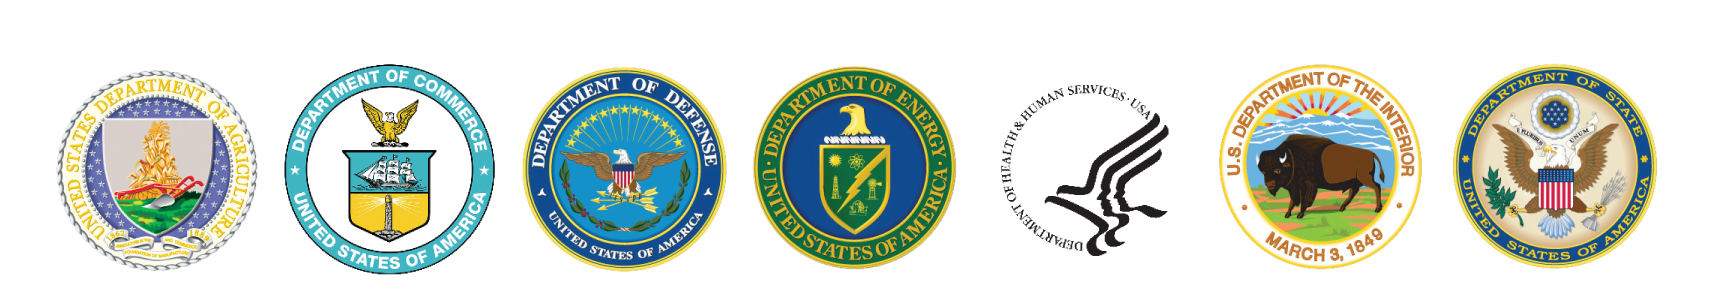 UNITED STATES DEPARTMENT OF AGRICULTURE
1862 1889
DEPARTMENT OF COMMERCE
UNITED STATES OF AMERICA
DEPARTMENT OF DEFENSE
UNITED STATES OF AMERICA
DEPARTMENT OF ENERGY
UNITED STATES OF AMERICA
DEPARTMENT OF HEALTH & HUMAN SERVICES · USA
U.S. DEPARTMENT OF THE INTERIOR
MARCH 3, 1849
DEPARTMENT OF STATE
E PLURIBUS UNUM
UNITED STATES OF AMERICA